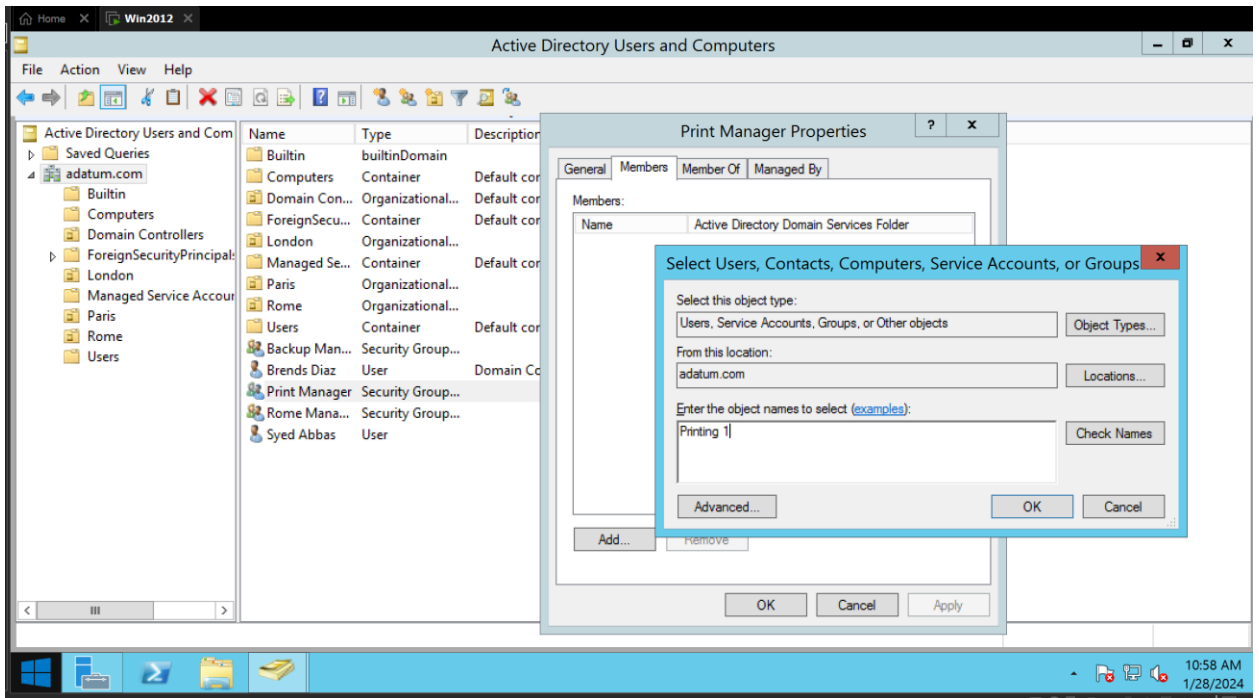 Home Win2012
Active Directory Users and Computers
File Action View Help
Active Directory Users and Com
Saved Queries
adatum.com
Builtin
Computers
Domain Controllers
ForeignSecurityPrincipal
London
Managed Service Accour
Paris
Rome
Users
Name Type Description
Builtin builtinDomain
Computers Container Default cor
Domain Con... Organizational... Default cor
ForeignSecu... Container Default cor
London Organizational...
Managed Se... Container Default cor
Paris Organizational...
Rome Organizational...
Users Container Default cor
Backup Man... Security Group...
Brends Diaz User Domain Co
Print Manager Security Group...
Rome Mana... Security Group...
Syed Abbas User
Print Manager Properties
General Members Member Of Managed By
Members:
Name Active Directory Domain Services Folder
Add... Remove
OK Cancel Apply
Select Users, Contacts, Computers, Service Accounts, or Groups
Select this object type:
Users, Service Accounts, Groups, or Other objects Object Types...
From this location:
adatum.com Locations...
Enter the object names to select (examples):
Printing 1 Check Names
Advanced... OK Cancel
10:58 AM
1/28/2024